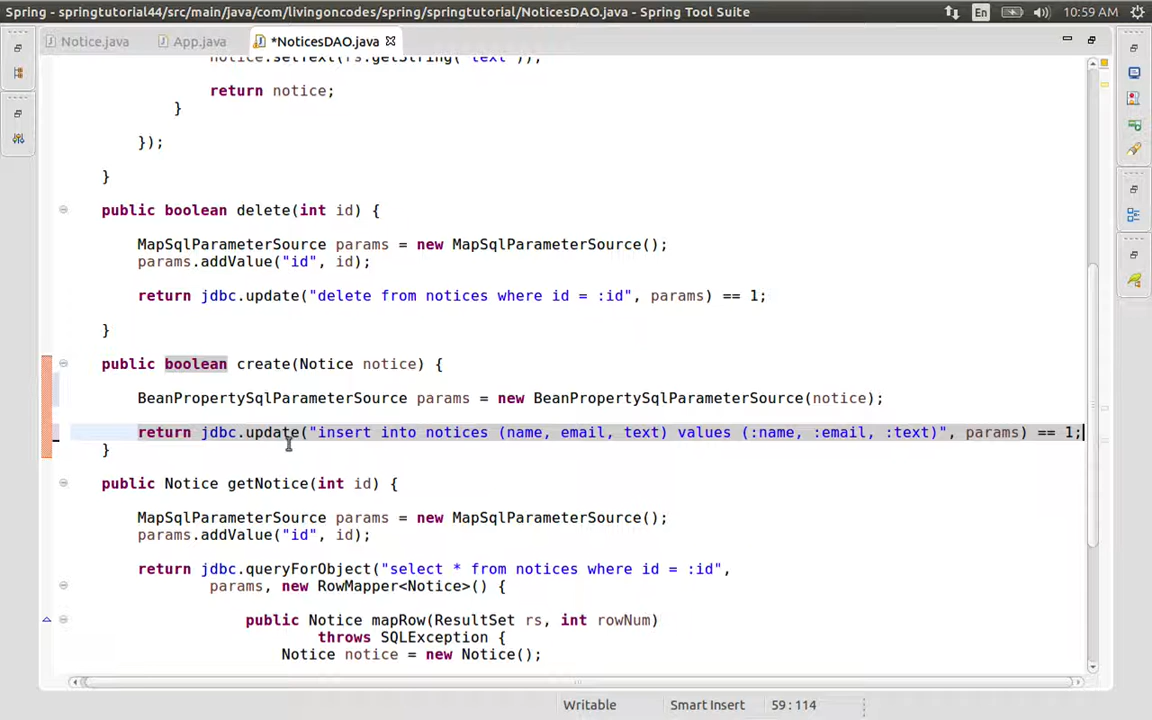 Spring - springtutorial44/src/main/java/com/livingoncodes/spring/springtutorial/NoticesDAO.java - Spring Tool Suite
En
10:59 AM
Notice.java
App.java
*NoticesDAO.java
notice.setText(rs.getString("text"));
return notice;
}
});
}
public boolean delete(int id) {
MapSqlParameterSource params = new MapSqlParameterSource();
params.addValue("id", id);
return jdbc.update("delete from notices where id = :id", params) == 1;
}
public boolean create(Notice notice) {
BeanPropertySqlParameterSource params = new BeanPropertySqlParameterSource(notice);
return jdbc.update("insert into notices (name, email, text) values (:name, :email, :text)", params) == 1;
}
public Notice getNotice(int id) {
MapSqlParameterSource params = new MapSqlParameterSource();
params.addValue("id", id);
return jdbc.queryForObject("select * from notices where id = :id",
params, new RowMapper<Notice>() {
public Notice mapRow(ResultSet rs, int rowNum)
throws SQLException {
Notice notice = new Notice();
Writable
Smart Insert
59 : 114